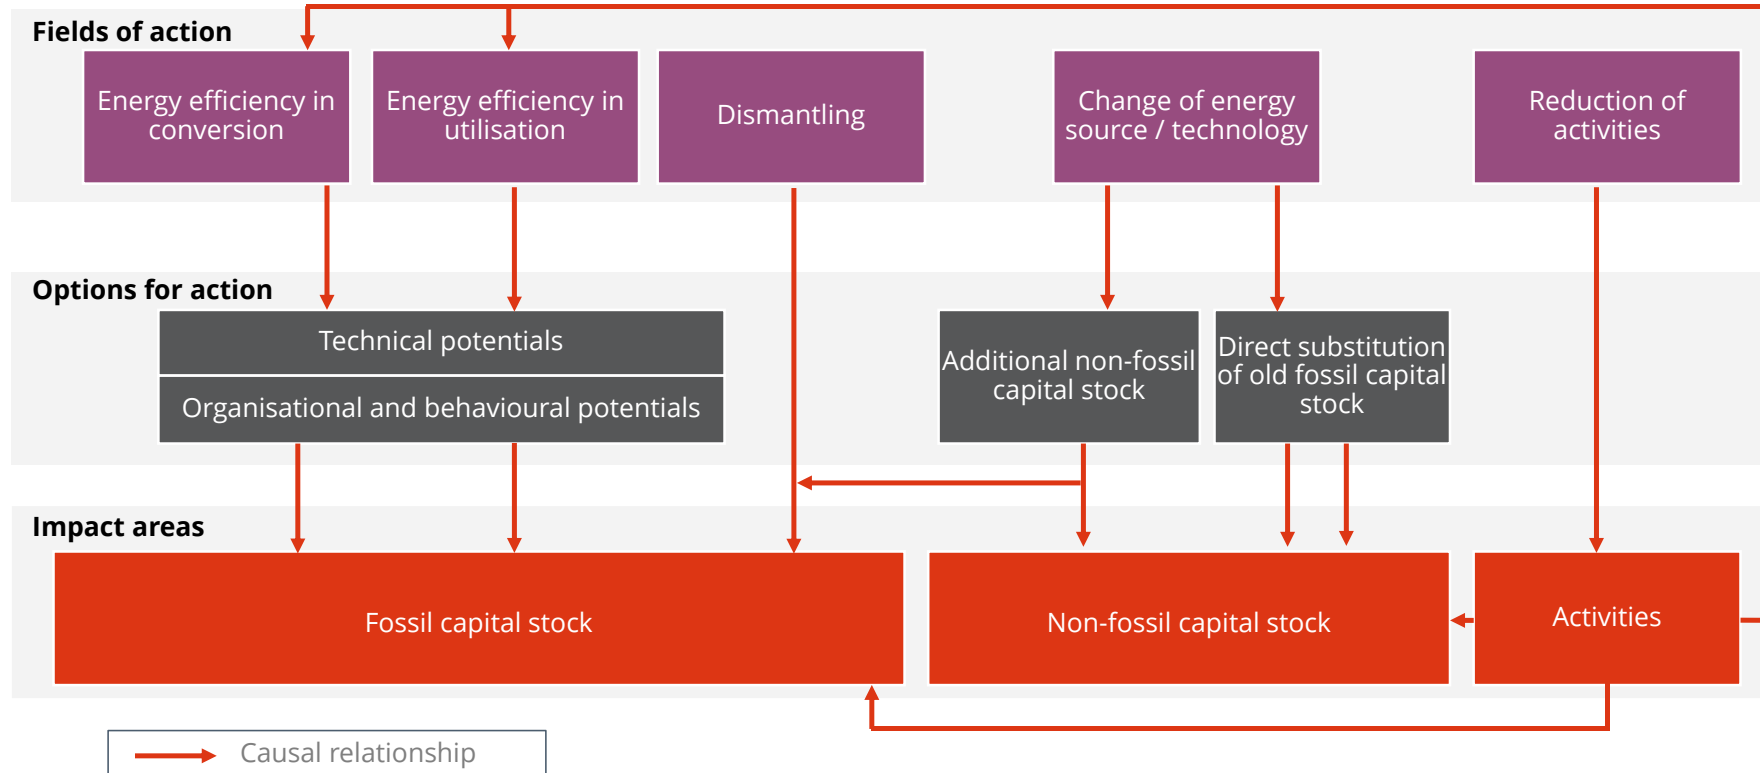 Fields of action
Energy efficiency in
conversion
Energy efficiency in
utilisation
Dismantling
Change of energy
source / technology
Reduction of
activities
Options for action
Technical potentials
Organisational and behavioural potentials
Additional non-fossil
capital stock
Direct substitution
of old fossil capital
stock
Impact areas
Fossil capital stock
Non-fossil capital stock
Activities
Causal relationship